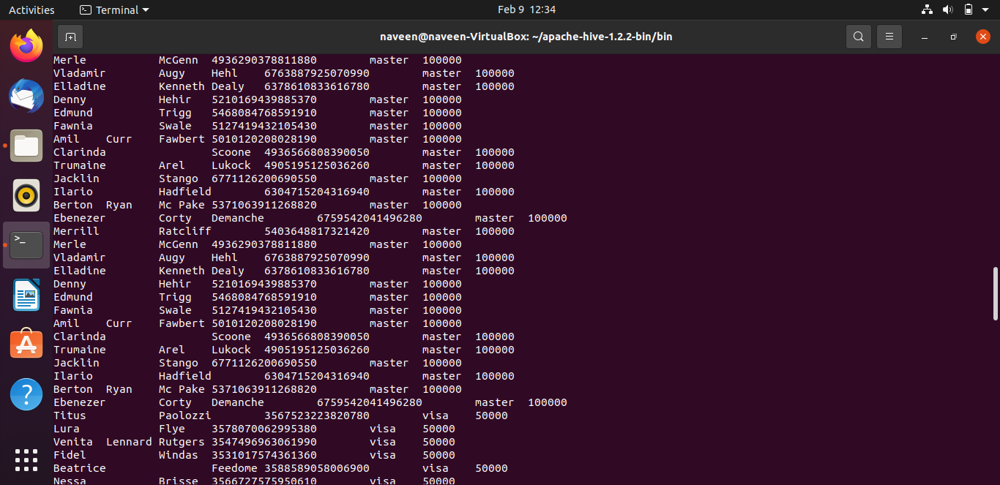 Activities Terminal Feb 9 12:34
naveen@naveen-VirtualBox: ~/apache-hive-1.2.2-bin/bin
Merle McGenn 4936290378811880 master 100000
Vladamir Augy Hehl 6763887925070990 master 100000
Elladine Kenneth Dealy 6378610833616780 master 100000
Denny Hehir 5210169439885370 master 100000
Edmund Trigg 5468084768591910 master 100000
Fawnia Swale 5127419432105430 master 100000
Amil Curr Fawbert 5010120208028190 master 100000
Clarinda Scoone 4936566808390050 master 100000
Trumaine Arel Lukock 4905195125036260 master 100000
Jacklin Stango 6771126200690550 master 100000
Ilario Hadfield 6304715204316940 master 100000
Berton Ryan Mc Pake 5371063911268820 master 100000
Ebenezer Corty Demanche 6759542041496280 master 100000
Merrill Ratcliff 5403648817321420 master 100000
Merle McGenn 4936290378811880 master 100000
Vladamir Augy Hehl 6763887925070990 master 100000
Elladine Kenneth Dealy 6378610833616780 master 100000
Denny Hehir 5210169439885370 master 100000
Edmund Trigg 5468084768591910 master 100000
Fawnia Swale 5127419432105430 master 100000
Amil Curr Fawbert 5010120208028190 master 100000
Clarinda Scoone 4936566808390050 master 100000
Trumaine Arel Lukock 4905195125036260 master 100000
Jacklin Stango 6771126200690550 master 100000
Ilario Hadfield 6304715204316940 master 100000
Berton Ryan Mc Pake 5371063911268820 master 100000
Ebenezer Corty Demanche 6759542041496280 master 100000
Titus Paolozzi 3567523223820780 visa 50000
Lura Flye 3578070062995380 visa 50000
Venita Lennard Rutgers 3547496963061990 visa 50000
Fidel Windas 3531017574361360 visa 50000
Beatrice Feedome 3588589058006900 visa 50000
Nessa Brisse 3566727575950610 visa 50000